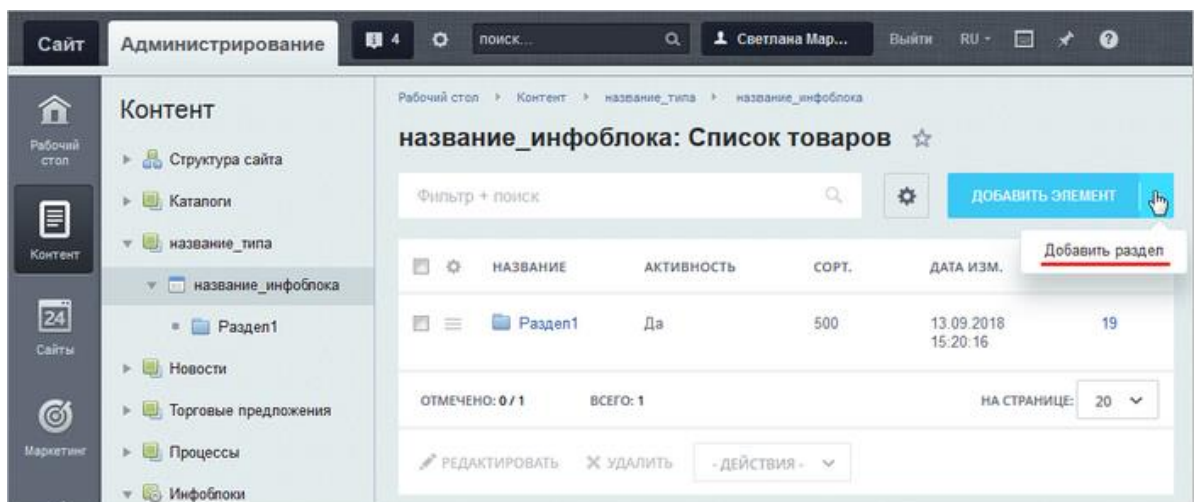 Сайт
Администрирование
4
поиск...
Светлана Мар...
Выйти
RU
?
Рабочий стол
Контент
24
Сайты
Маркетинг
Контент
Структура сайта
Каталоги
название_типа
название_инфоблока
Раздел1
Новости
Торговые предложения
Процессы
Инфоблоки
Рабочий стол Контент название_типа название_инфоблока
название_инфоблока: Список товаров
Фильтр + поиск
ДОБАВИТЬ ЭЛЕМЕНТ
Добавить раздел
НАЗВАНИЕ АКТИВНОСТЬ СОРТ. ДАТА ИЗМ.
Раздел1 Да 500 13.09.2018 19
15:20:16
ОТМЕЧЕНО: 0 / 1 ВСЕГО: 1 НА СТРАНИЦЕ: 20
РЕДАКТИРОВАТЬ УДАЛИТЬ - ДЕЙСТВИЯ -